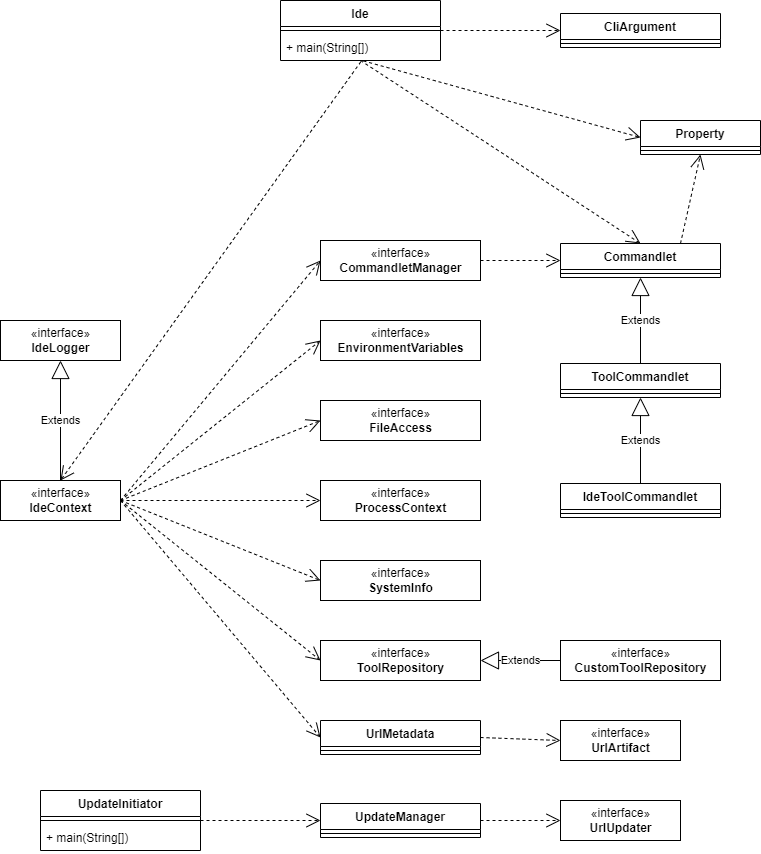 Ide
+ main(String[])
CliArgument
Property
«interface»
CommandletManager
Commandlet
Extends
«interface»
IdeLogger
«interface»
EnvironmentVariables
ToolCommandlet
Extends
«interface»
FileAccess
Extends
«interface»
IdeContext
«interface»
ProcessContext
IdeToolCommandlet
«interface»
SystemInfo
«interface»
ToolRepository
Extends
«interface»
CustomToolRepository
UrlMetadata
«interface»
UrlArtifact
UpdateInitiator
+ main(String[])
UpdateManager
«interface»
UrlUpdater